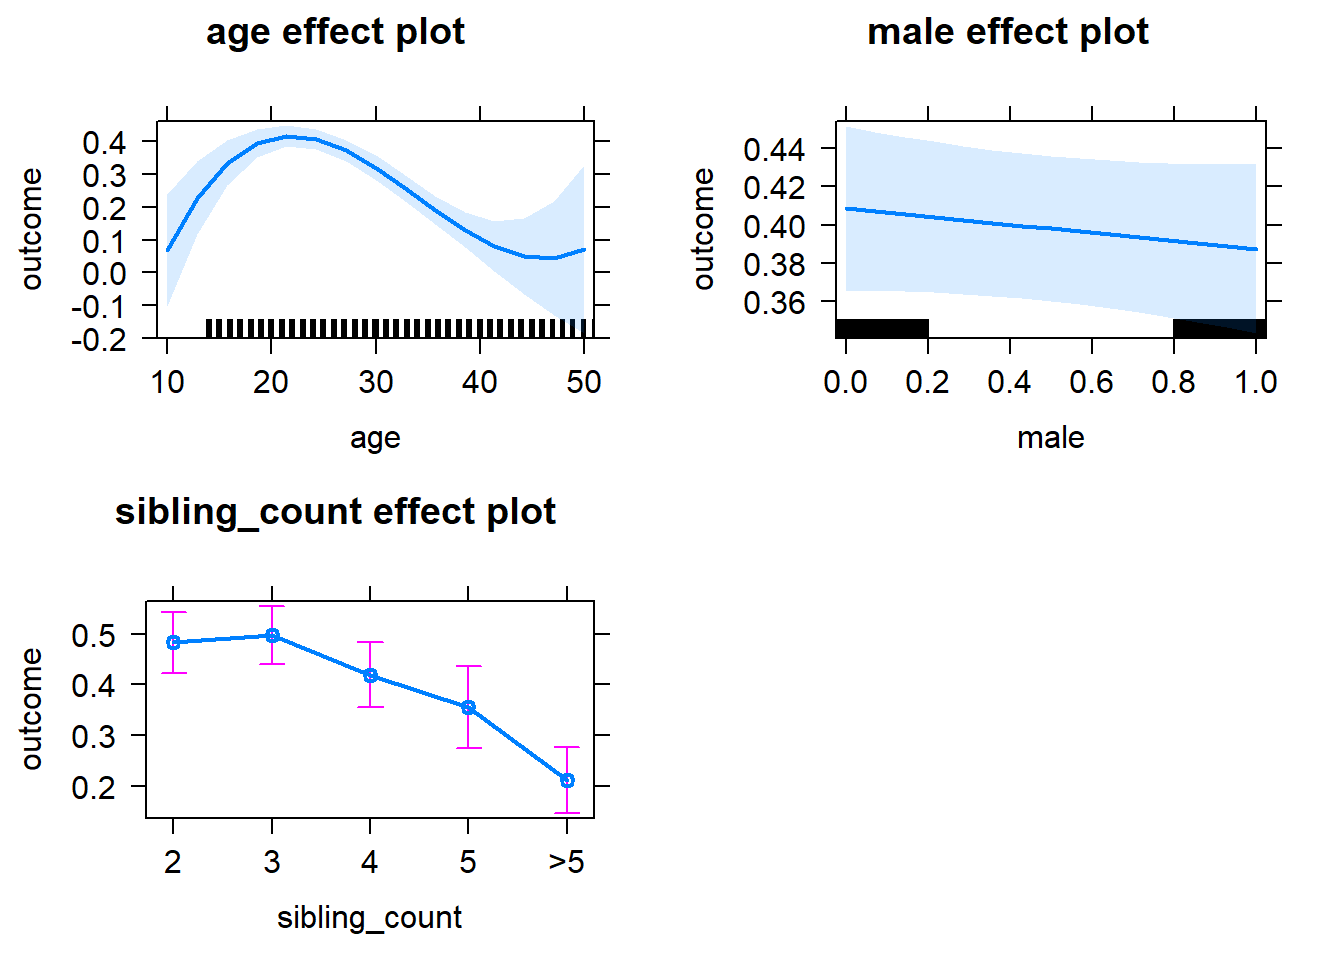 age effect plot
outcome
0.4
0.3
0.2
0.1
0.0
-0.1
-0.2
10 20 30 40 50
age
male effect plot
outcome
0.44
0.42
0.40
0.38
0.36
0.0 0.2 0.4 0.6 0.8 1.0
male
sibling_count effect plot
outcome
0.5
0.4
0.3
0.2
2 3 4 5 >5
sibling_count